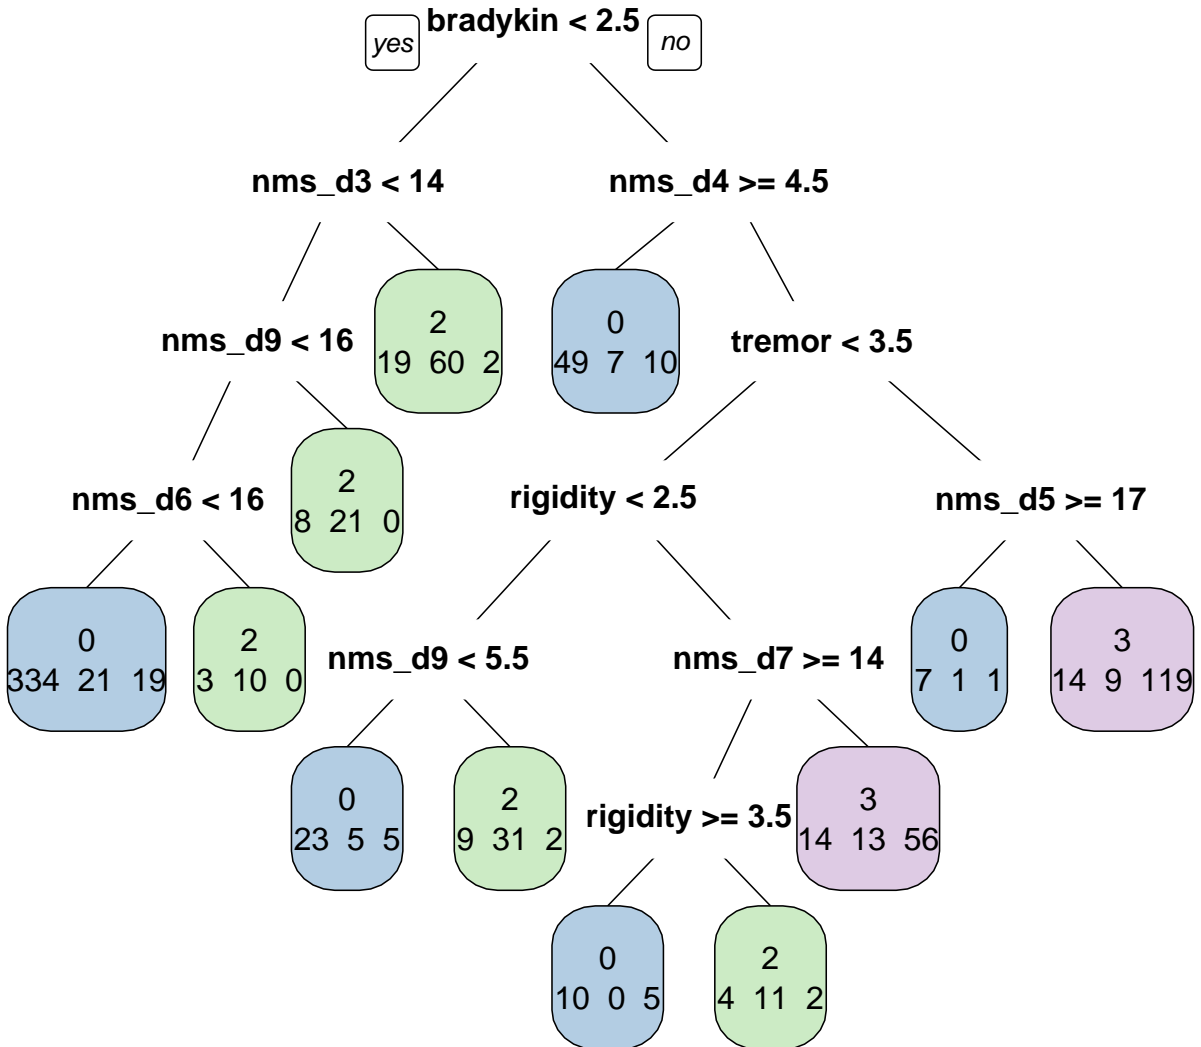 bradykin < 2.5
yes
no
nms_d3 < 14
nms_d4 >= 4.5
nms_d9 < 16
2
19 60 2
0
49 7 10
tremor < 3.5
nms_d6 < 16
2
8 21 0
rigidity < 2.5
nms_d5 >= 17
0
334 21 19
2
3 10 0
nms_d9 < 5.5
nms_d7 >= 14
0
7 1 1
3
14 9 119
0
23 5 5
2
9 31 2
rigidity >= 3.5
3
14 13 56
0
10 0 5
2
4 11 2